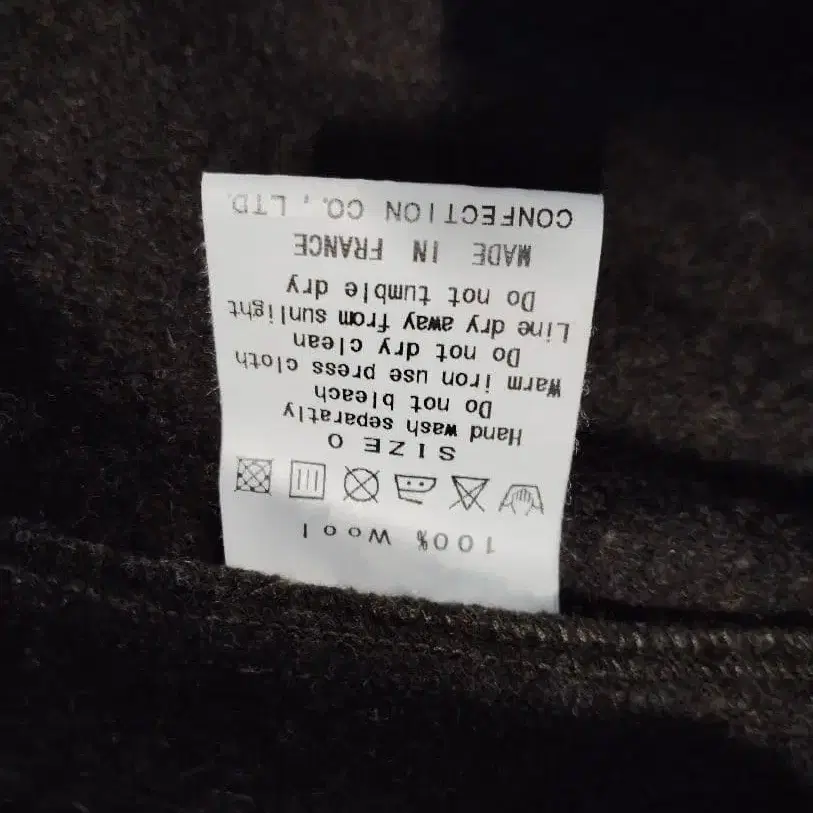 100% Wool
SIZE 0
Hand wash separatly
Do not bleach
Warm iron use press cloth
Do not dry clean
Line dry away from sunlight
Do not tumble dry
MADE IN FRANCE
CONFECTION CO., LTD.